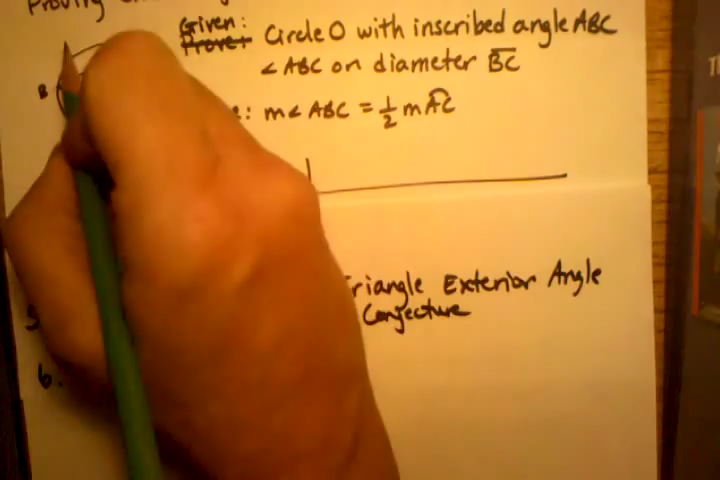 Proving
Given:
Prove: Circle O with inscribed angle ABC
∠ABC on diameter BC
e: m∠ABC = 1/2 mAC
B
Triangle Exterior Angle
Conjecture
5
6.